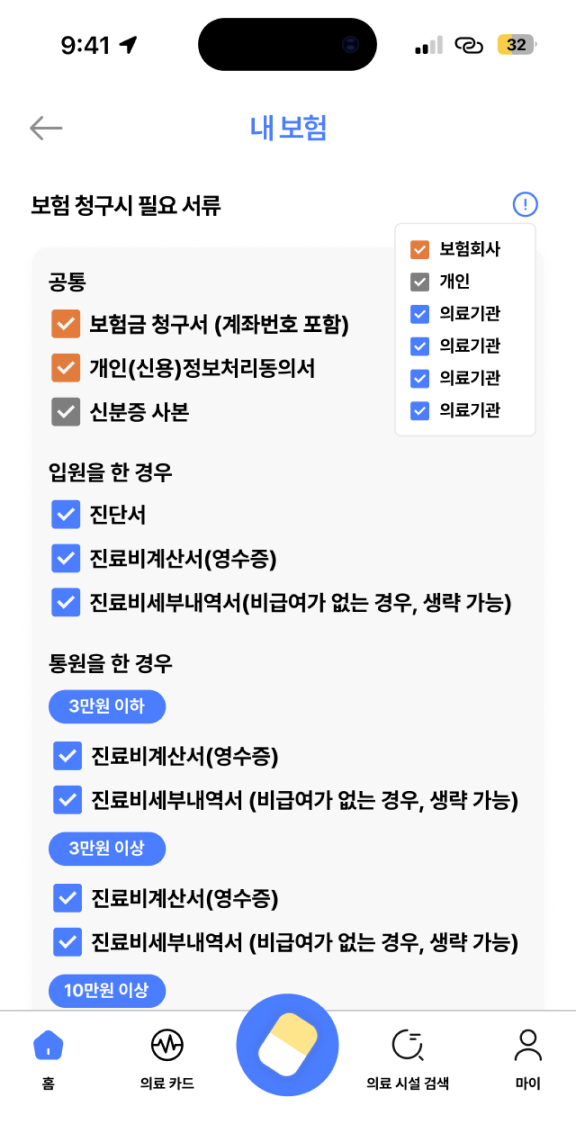 9:41
32
내 보험
보험 청구시 필요 서류
!
보험회사
개인
의료기관
의료기관
의료기관
의료기관
공통
보험금 청구서 (계좌번호 포함)
개인(신용)정보처리동의서
신분증 사본
입원을 한 경우
진단서
진료비계산서(영수증)
진료비세부내역서(비급여가 없는 경우, 생략 가능)
통원을 한 경우
3만원 이하
진료비계산서(영수증)
진료비세부내역서 (비급여가 없는 경우, 생략 가능)
3만원 이상
진료비계산서(영수증)
진료비세부내역서 (비급여가 없는 경우, 생략 가능)
10만원 이상
홈
의료 카드
의료 시설 검색
마이